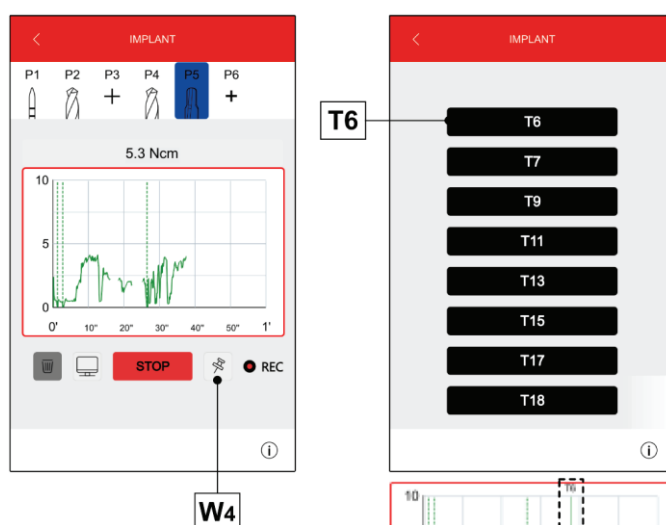 IMPLANT
P1 P2 P3 P4 P5 P6
5.3 Ncm
10
5
0
0' 10" 20" 30" 40" 50" 1'
STOP REC
i
W4
IMPLANT
T6
T6
T7
T9
T11
T13
T15
T17
T18
i
T6
10